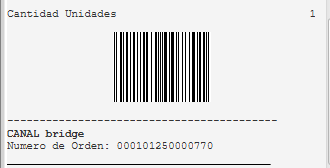 Cantidad Unidades 1
------------------------------------------
CANAL bridge
Numero de Orden: 000101250000770